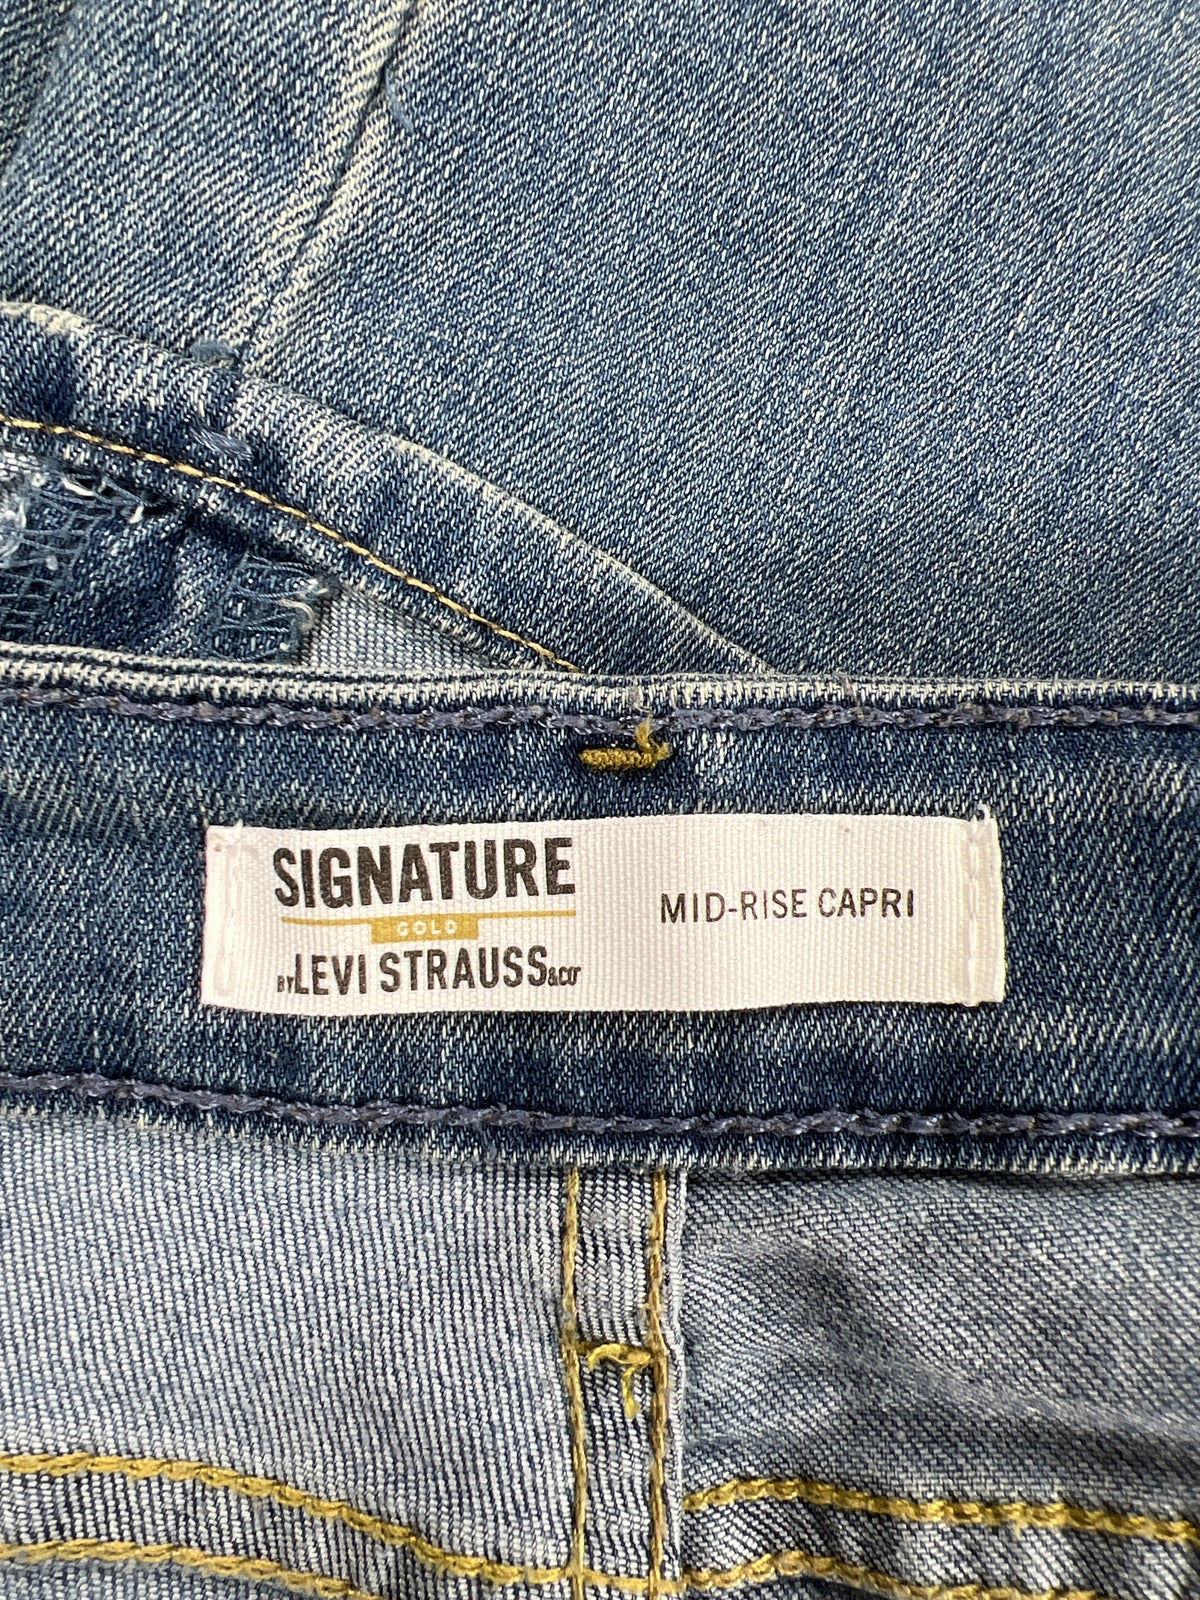 SIGNATURE
GOLD
BY LEVI STRAUSS & CO
MID-RISE CAPRI